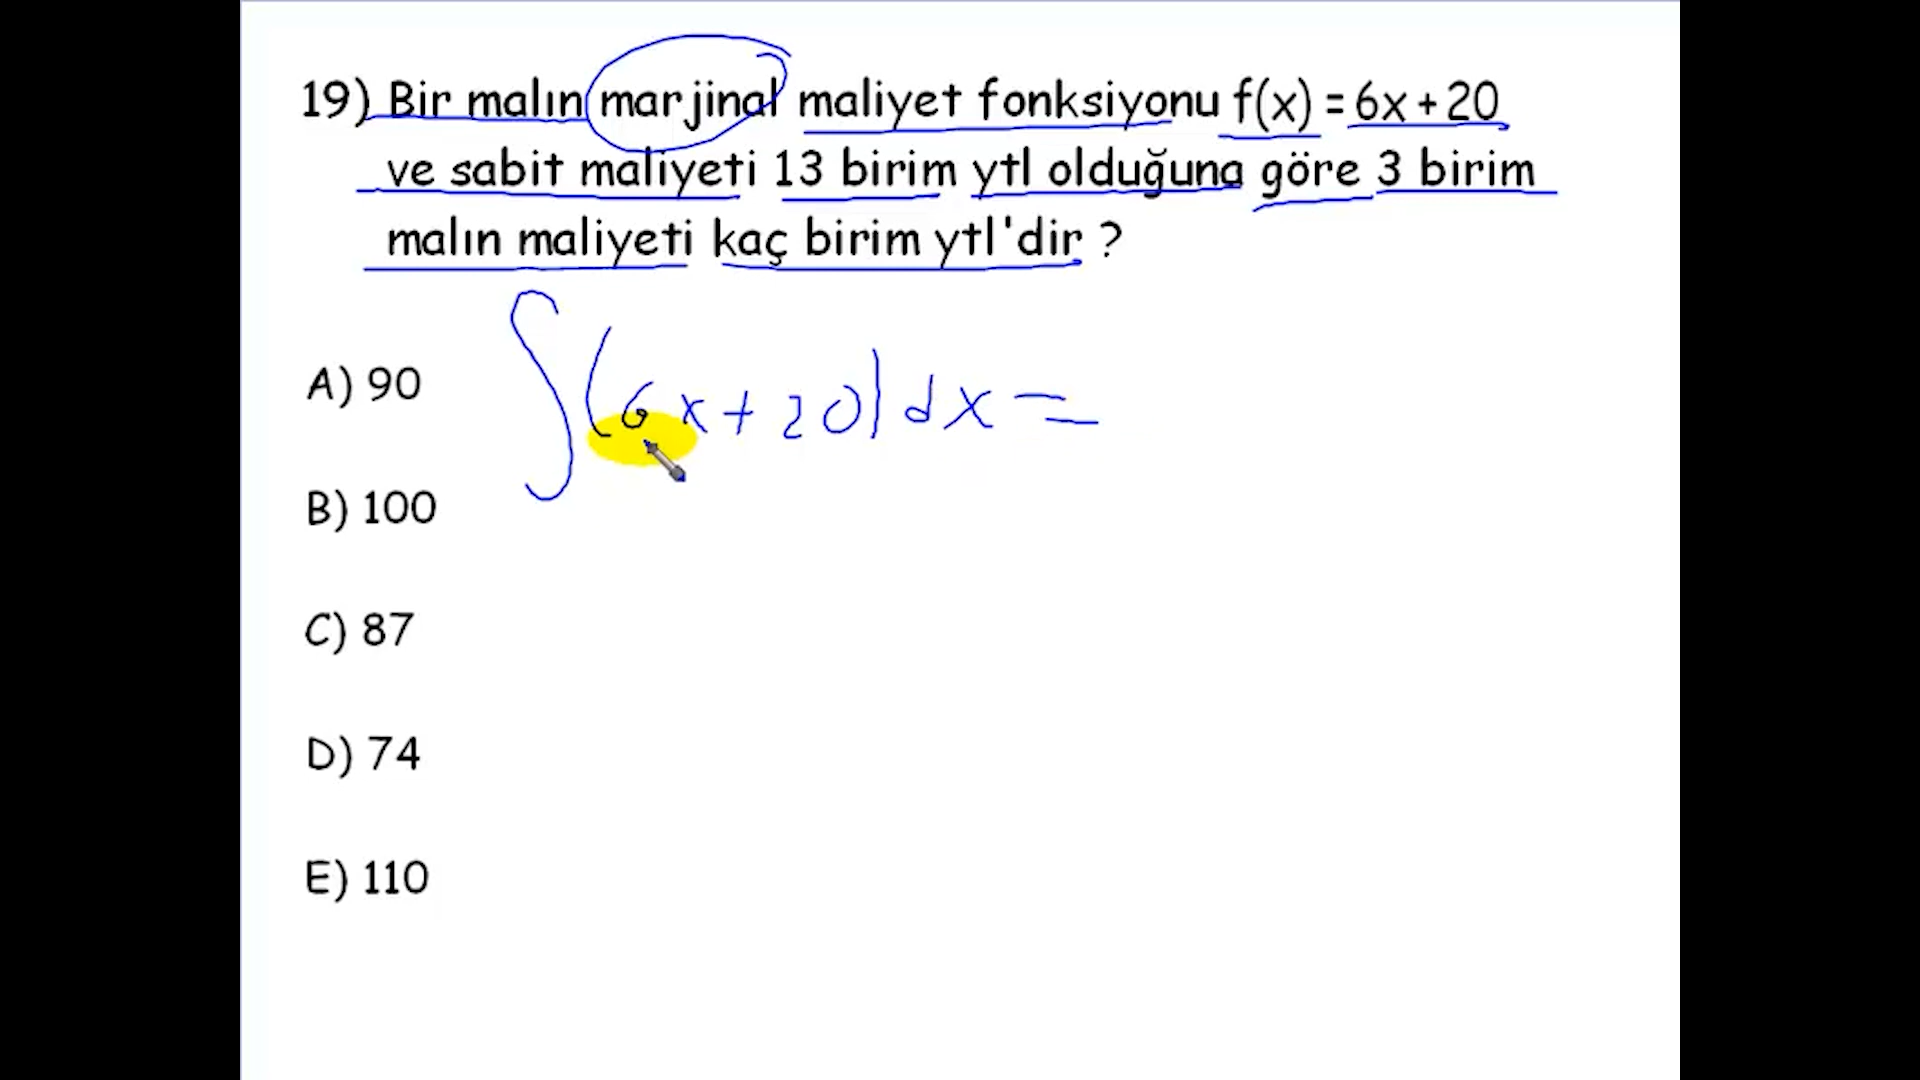 19) Bir malın marjinal maliyet fonksiyonu f(x) = 6x + 20
ve sabit maliyeti 13 birim ytl olduğuna göre 3 birim
malın maliyeti kaç birim ytl'dir ?
∫(6x+20)dx =
A) 90
B) 100
C) 87
D) 74
E) 110